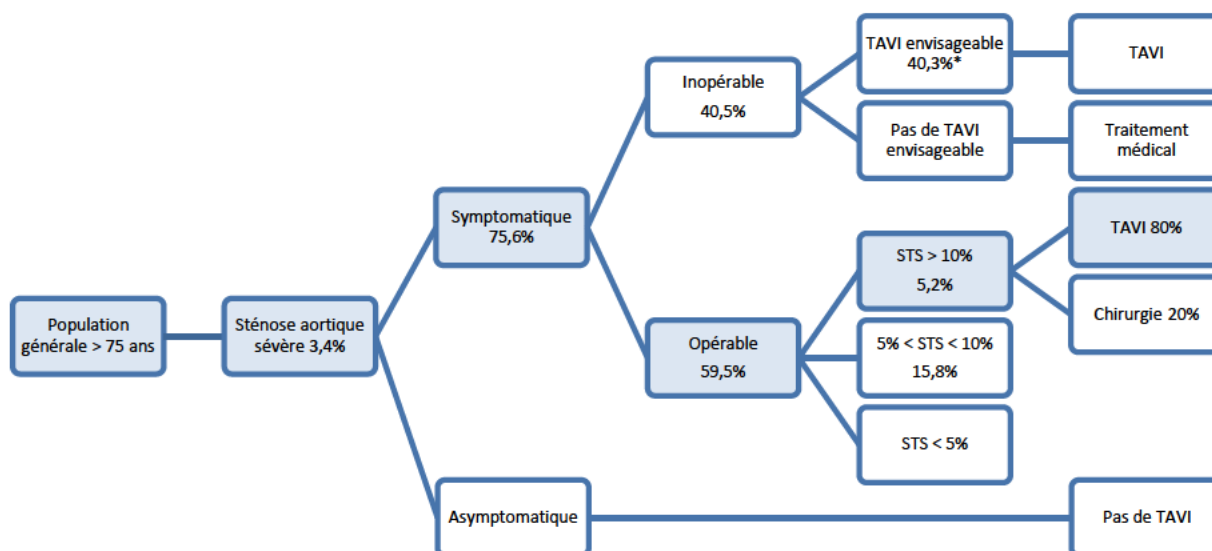 Population
générale > 75 ans
Sténose aortique
sévère 3,4%
Symptomatique
75,6%
Asymptomatique
Inopérable
40,5%
Opérable
59,5%
TAVI envisageable
40,3%*
Pas de TAVI
envisageable
STS > 10%
5,2%
5% < STS < 10%
15,8%
STS < 5%
TAVI
Traitement
médical
TAVI 80%
Chirurgie 20%
Pas de TAVI